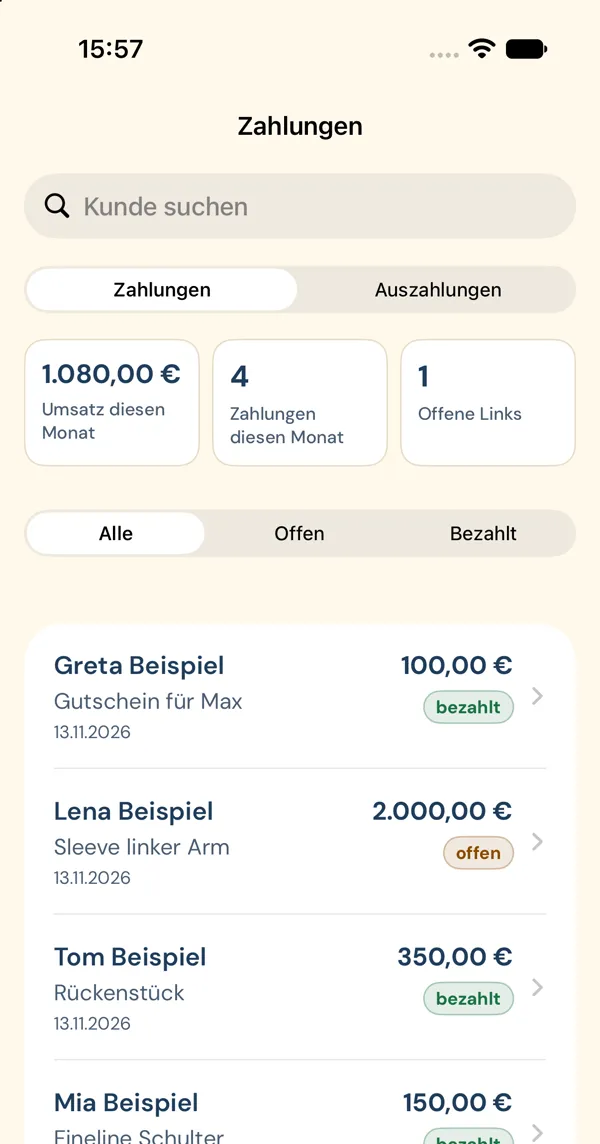 15:57
Zahlungen
Kunde suchen
Zahlungen Auszahlungen
1.080,00 €
Umsatz diesen
Monat
4
Zahlungen
diesen Monat
1
Offene Links
Alle Offen Bezahlt
Greta Beispiel 100,00 €
Gutschein für Max bezahlt
13.11.2026
Lena Beispiel 2.000,00 €
Sleeve linker Arm offen
13.11.2026
Tom Beispiel 350,00 €
Rückenstück bezahlt
13.11.2026
Mia Beispiel 150,00 €
Fineline Schulter bezahlt